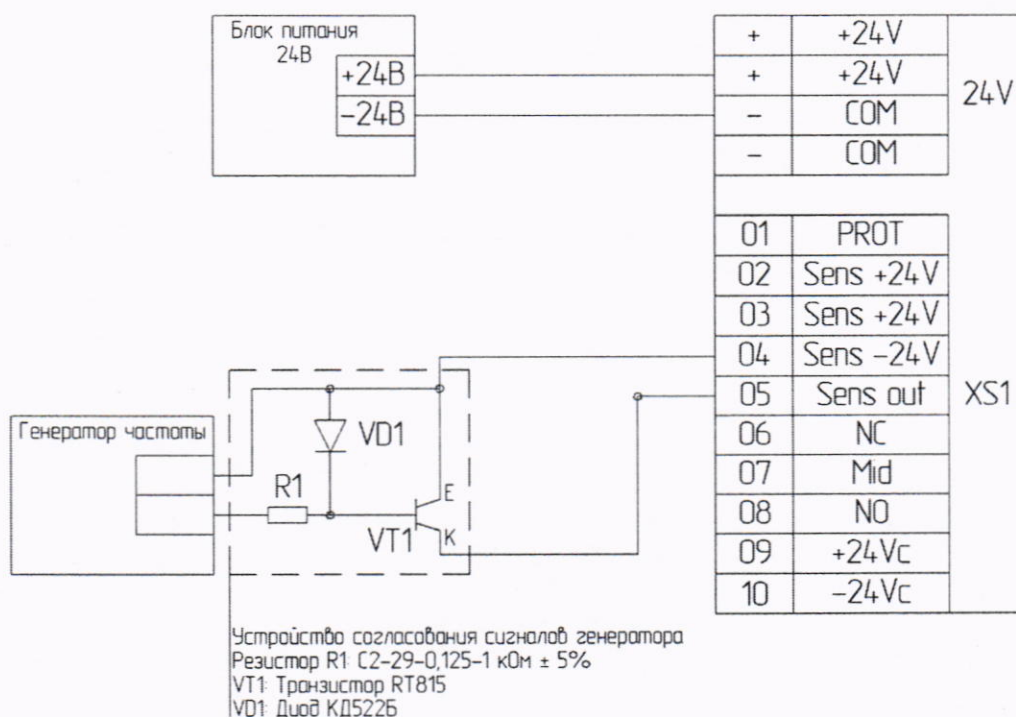 Блок питания
24В
+24В
-24В
+ +24V
+ +24V
- COM
- COM
24V
01 PROT
02 Sens +24V
03 Sens +24V
04 Sens -24V
05 Sens out
06 NC
07 Mid
08 NO
09 +24Vc
10 -24Vc
XS1
Генератор частоты
R1
VD1
VT1
E
K
Устройство согласования сигналов генератора
Резистор R1: С2-29-0,125-1 кОм ± 5%
VT1: Транзистор RT815
VD1: Диод КД522Б